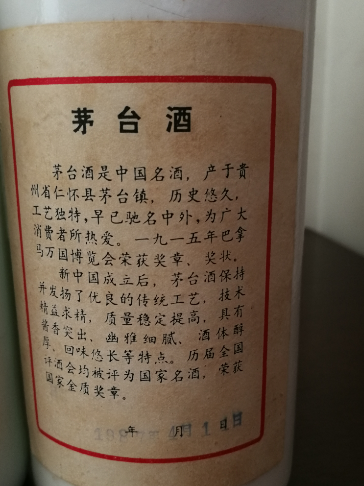 茅台酒
茅台酒是中国名酒，产于贵
州省仁怀县茅台镇，历史悠久，
工艺独特，早已驰名中外，为广大
消费者所热爱。一九一五年巴拿
马万国博览会荣获奖章、奖状。
新中国成立后，茅台酒保持
并发扬了优良的传统工艺，技术
精益求精，质量稳定提高，具有
酱香突出、幽雅细腻、酒体醇
厚、回味悠长等特点。历届全国
评酒会均被评为国家名酒，荣获
国家金质奖章。
年 月 日